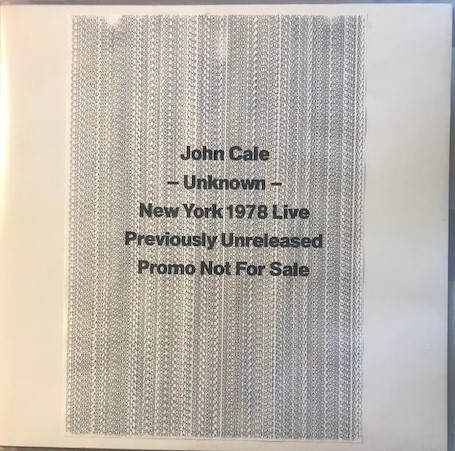 John Cale
– Unknown –
New York 1978 Live
Previously Unreleased
Promo Not For Sale